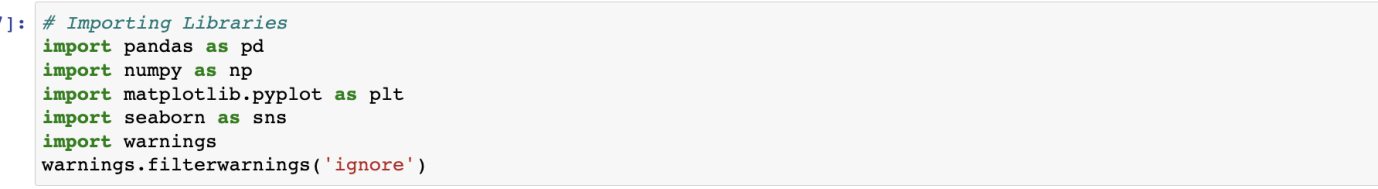 ]: # Importing Libraries
import pandas as pd
import numpy as np
import matplotlib.pyplot as plt
import seaborn as sns
import warnings
warnings.filterwarnings('ignore')